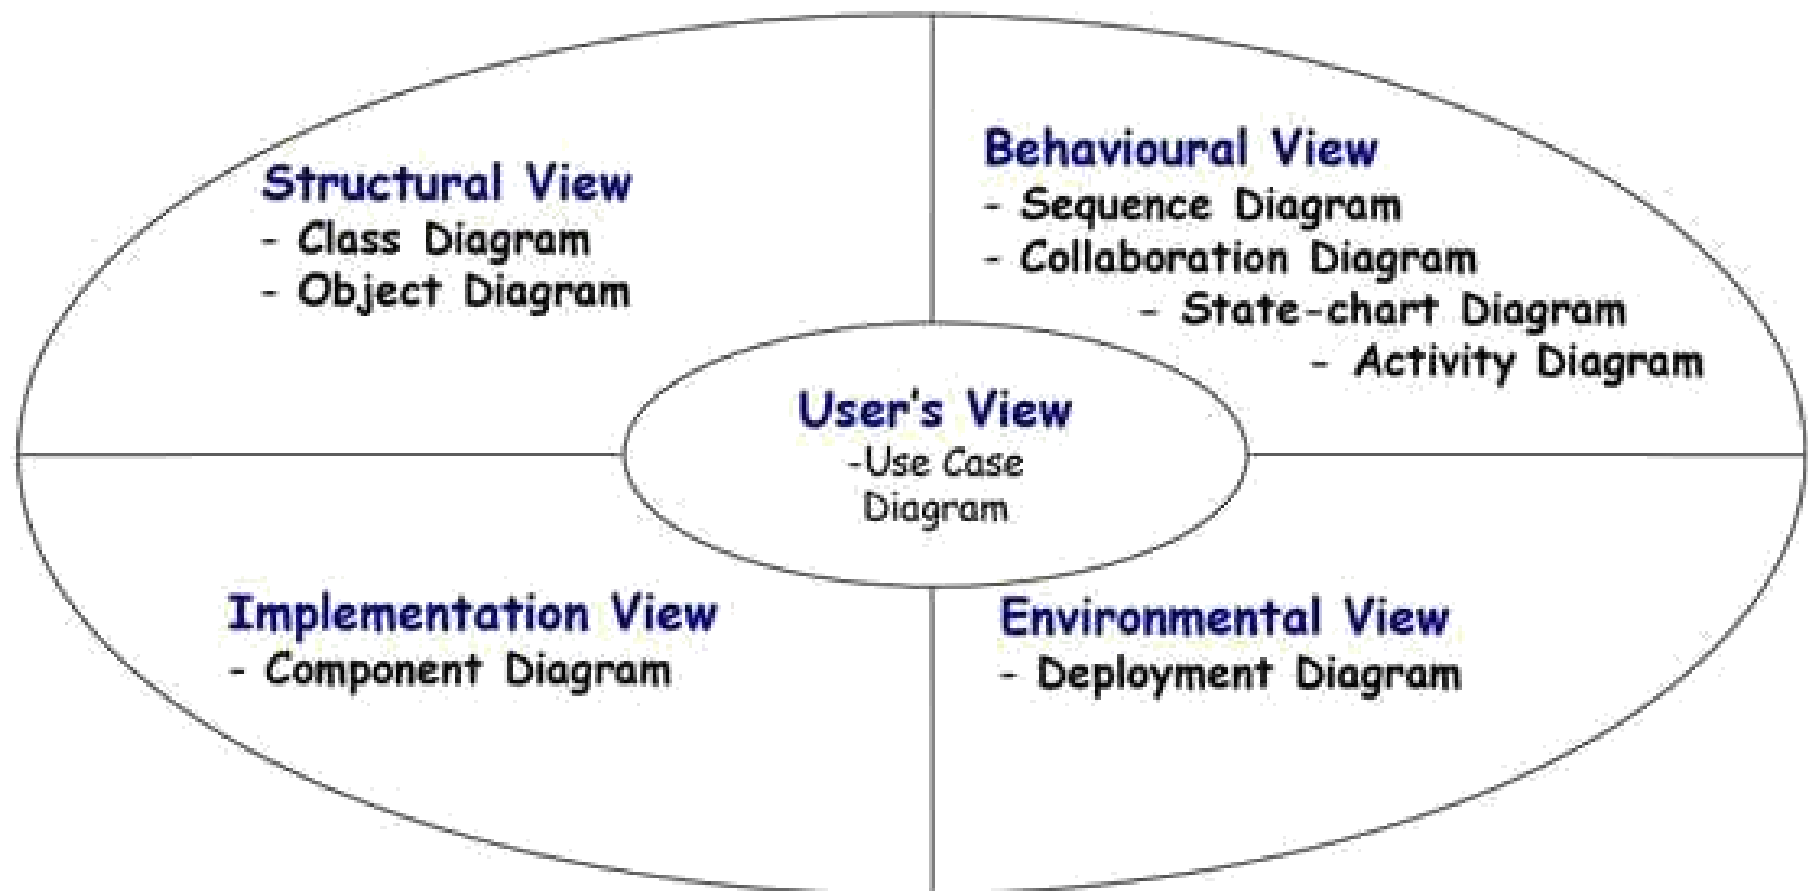 Structural View
- Class Diagram
- Object Diagram
Behavioural View
- Sequence Diagram
- Collaboration Diagram
- State-chart Diagram
- Activity Diagram
User's View
-Use Case
Diagram
Implementation View
- Component Diagram
Environmental View
- Deployment Diagram